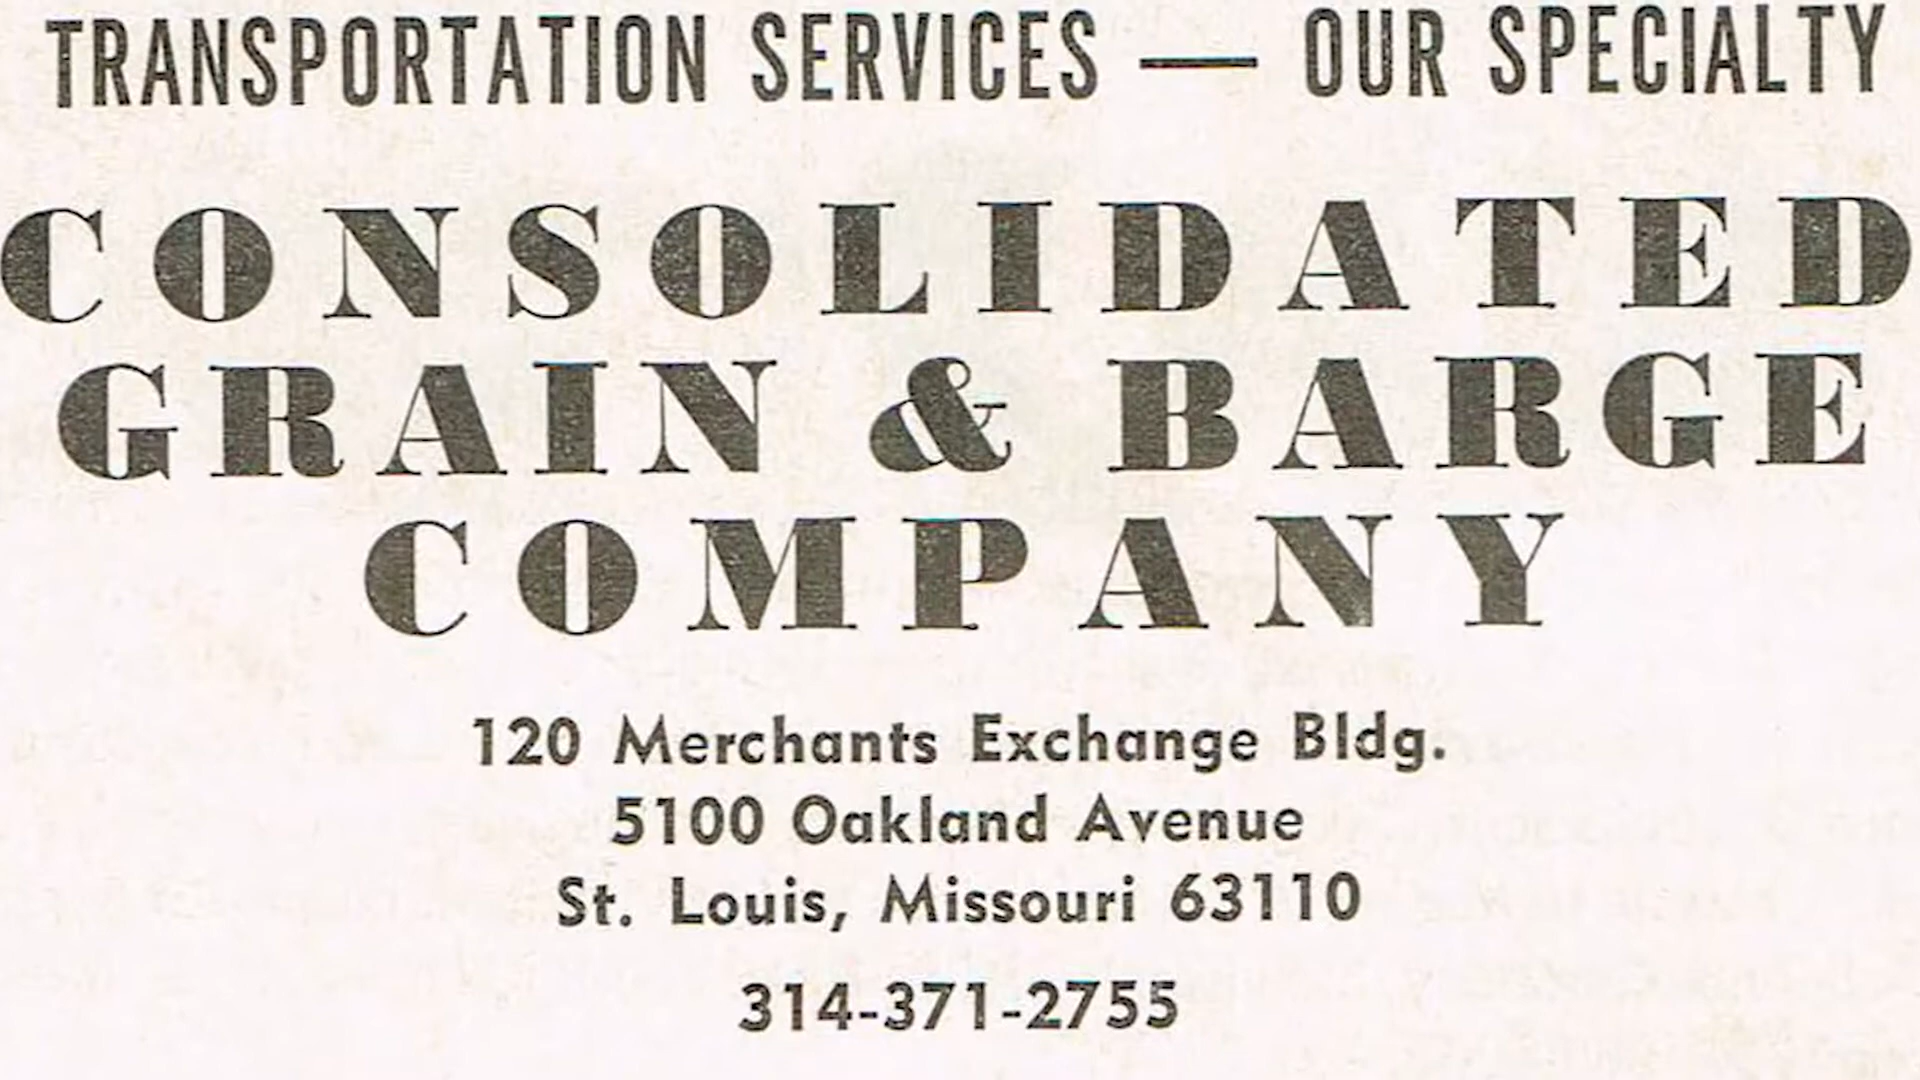 TRANSPORTATION SERVICES — OUR SPECIALTY
CONSOLIDATED
GRAIN & BARGE
COMPANY
120 Merchants Exchange Bldg.
5100 Oakland Avenue
St. Louis, Missouri 63110
314-371-2755